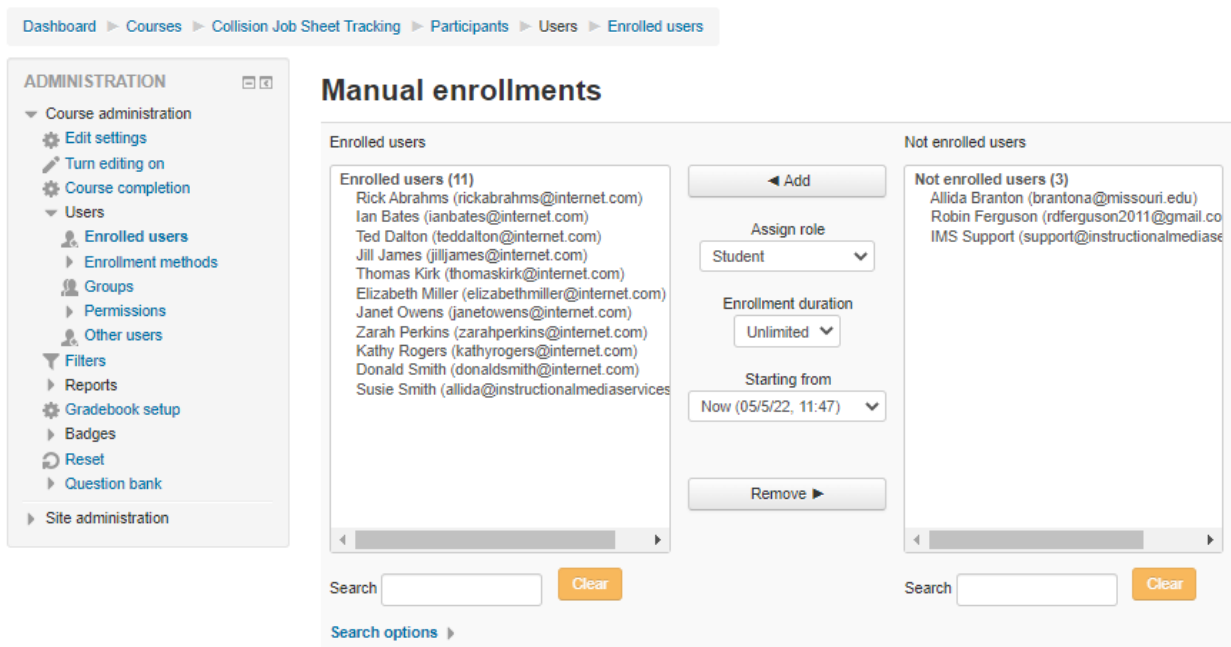 Dashboard Courses Collision Job Sheet Tracking Participants Users Enrolled users
ADMINISTRATION
Course administration
Edit settings
Turn editing on
Course completion
Users
Enrolled users
Enrollment methods
Groups
Permissions
Other users
Filters
Reports
Gradebook setup
Badges
Reset
Question bank
Site administration
Manual enrollments
Enrolled users
Enrolled users (11)
Rick Abrahms (rickabrahms@internet.com)
Ian Bates (ianbates@internet.com)
Ted Dalton (teddalton@internet.com)
Jill James (jilljames@internet.com)
Thomas Kirk (thomaskirk@internet.com)
Elizabeth Miller (elizabethmiller@internet.com)
Janet Owens (janetowens@internet.com)
Zarah Perkins (zarahperkins@internet.com)
Kathy Rogers (kathyrogers@internet.com)
Donald Smith (donaldsmith@internet.com)
Susie Smith (allida@instructionalmediaservices
Search Clear
Search options
Add
Assign role
Student
Enrollment duration
Unlimited
Starting from
Now (05/5/22, 11:47)
Remove
Not enrolled users
Not enrolled users (3)
Allida Branton (brantona@missouri.edu)
Robin Ferguson (rdferguson2011@gmail.co
IMS Support (support@instructionalmediase
Search Clear